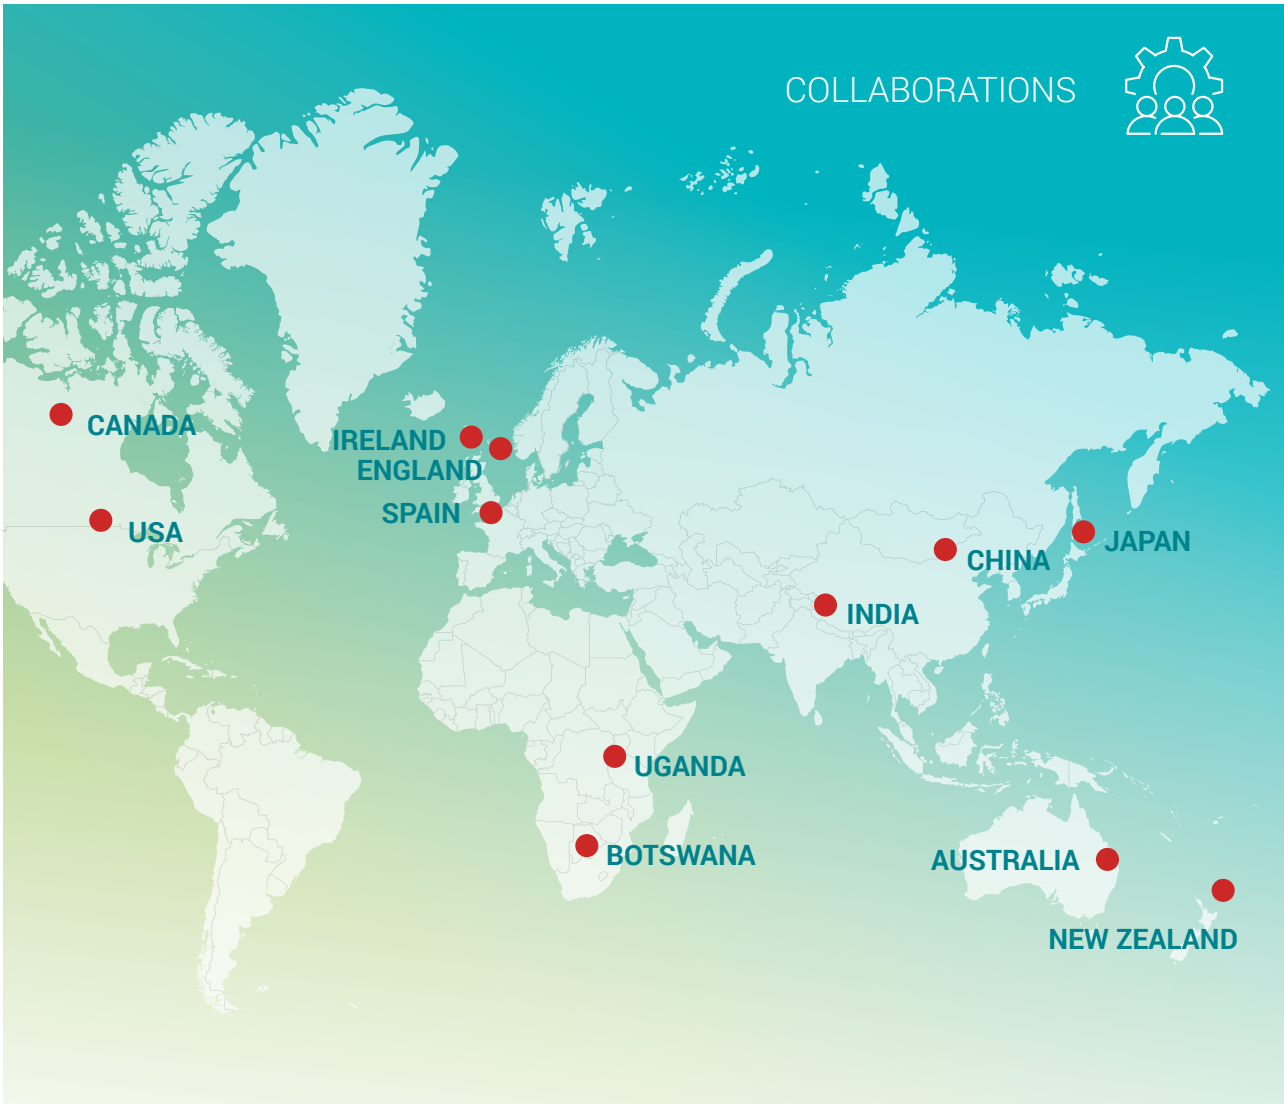 COLLABORATIONS
CANADA
IRELAND
ENGLAND
SPAIN
USA
JAPAN
CHINA
INDIA
UGANDA
BOTSWANA
AUSTRALIA
NEW ZEALAND